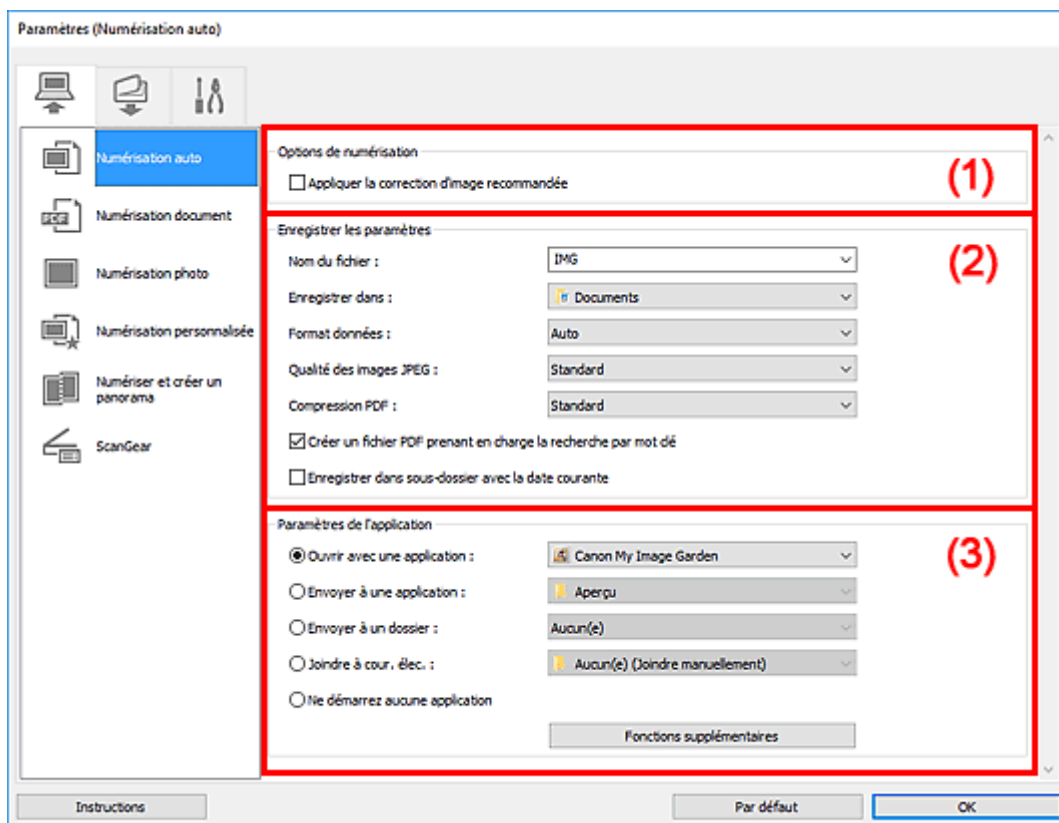 Paramètres (Numérisation auto)
Numérisation auto
Numérisation document
Numérisation photo
Numérisation personnalisée
Numériser et créer un
panorama
ScanGear
Options de numérisation
Appliquer la correction d'image recommandée
(1)
Enregistrer les paramètres
(2)
Nom du fichier : IMG
Enregistrer dans : Documents
Format données : Auto
Qualité des images JPEG : Standard
Compression PDF : Standard
Créer un fichier PDF prenant en charge la recherche par mot clé
Enregistrer dans sous-dossier avec la date courante
Paramètres de l'application
(3)
Ouvrir avec une application : Canon My Image Garden
Envoyer à une application : Aperçu
Envoyer à un dossier : Aucun(e)
Joindre à cour. élec. : Aucun(e) (Joindre manuellement)
Ne démarrez aucune application
Fonctions supplémentaires
Instructions
Par défaut
OK